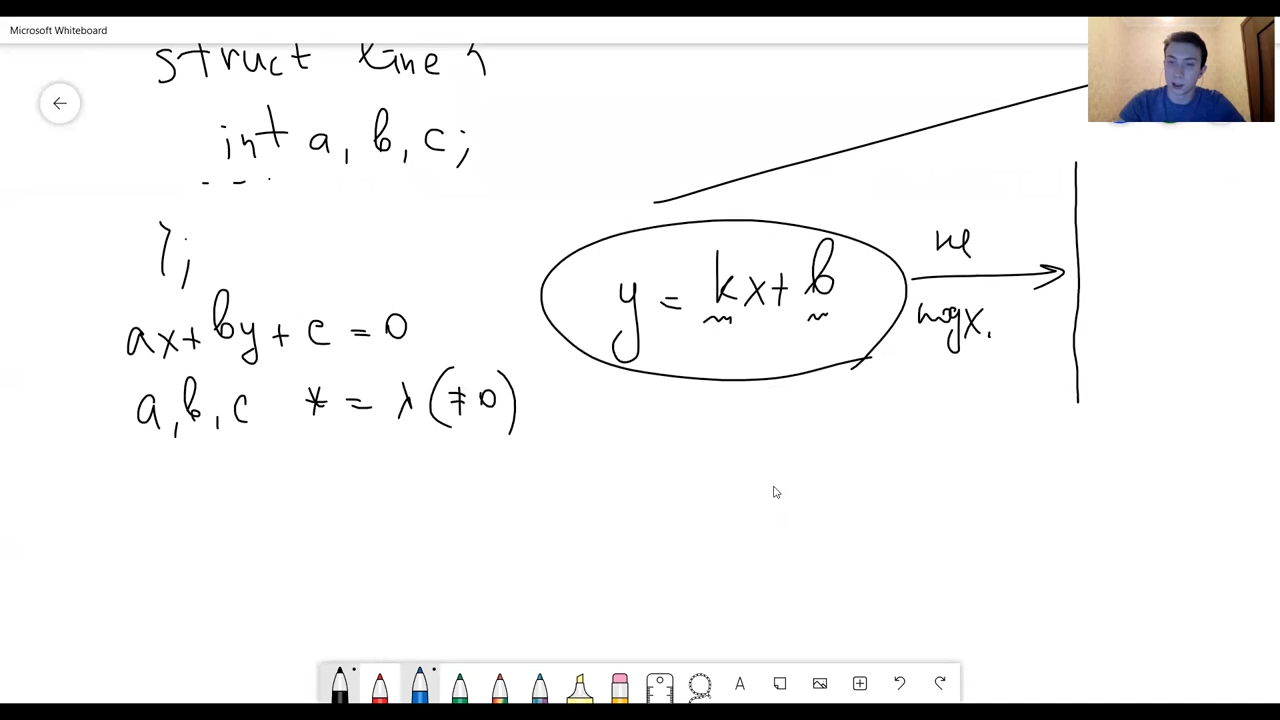 Microsoft Whiteboard
struct line {
int a, b, c;
...
};
ax + by + c = 0
a, b, c *= λ (≠0)
y = kx + b
не
подх.
A